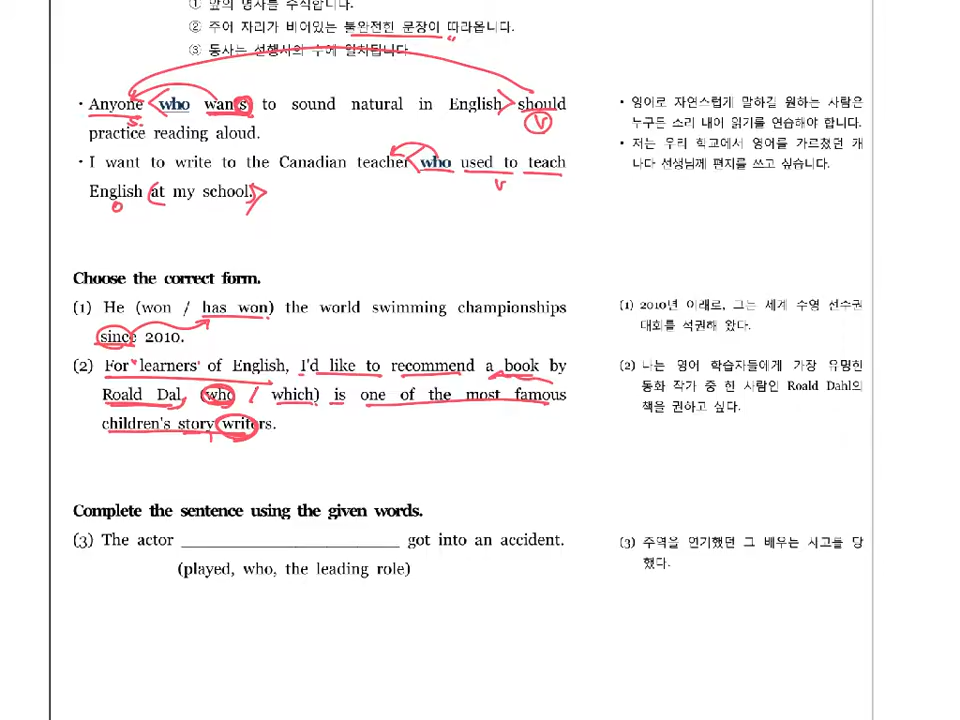 ① 앞의 명사를 수식합니다.
② 주어 자리가 비어있는 불완전한 문장이 따라옵니다.
③ 동사는 선행사의 수에 일치됩니다.
· Anyone who wants to sound natural in English should
practice reading aloud.
· I want to write to the Canadian teacher who used to teach
English at my school.
• 영어로 자연스럽게 말하길 원하는 사람은
누구든 소리 내어 읽기를 연습해야 합니다.
• 저는 우리 학교에서 영어를 가르쳤던 캐
나다 선생님께 편지를 쓰고 싶습니다.
s.
v
v
o
Choose the correct form.
(1) He (won / has won) the world swimming championships
since 2010.
(2) For learners of English, I'd like to recommend a book by
Roald Dal, (who / which) is one of the most famous
children's story writers.
(1) 2010년 이래로, 그는 세계 수영 선수권
대회를 석권해 왔다.
(2) 나는 영어 학습자들에게 가장 유명한
동화 작가 중 한 사람인 Roald Dahl의
책을 권하고 싶다.
Complete the sentence using the given words.
(3) The actor ____________________________ got into an accident.
(played, who, the leading role)
(3) 주역을 연기했던 그 배우는 사고를 당
했다.